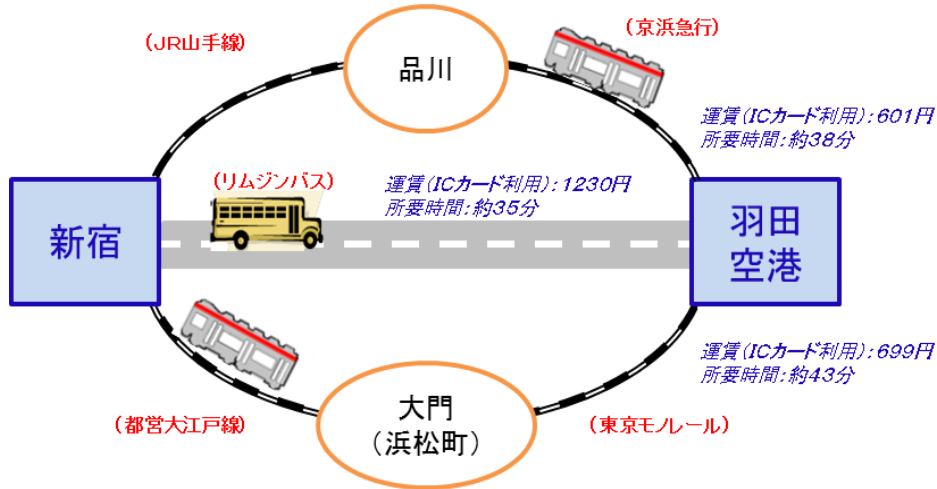 (JR山手線)
(京浜急行)
品川
運賃(ICカード利用):601円
所要時間:約38分
(リムジンバス)
運賃(ICカード利用):1230円
所要時間:約35分
新宿
羽田
空港
運賃(ICカード利用):699円
所要時間:約43分
大門
(浜松町)
(都営大江戸線)
(東京モノレール)